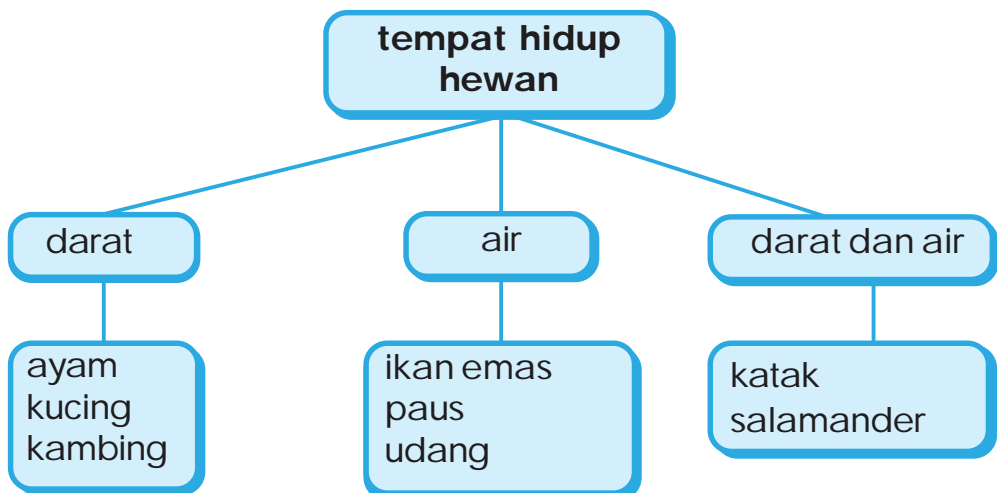 tempat hidup
hewan
darat
air
darat dan air
ayam
kucing
kambing
ikan emas
paus
udang
katak
salamander